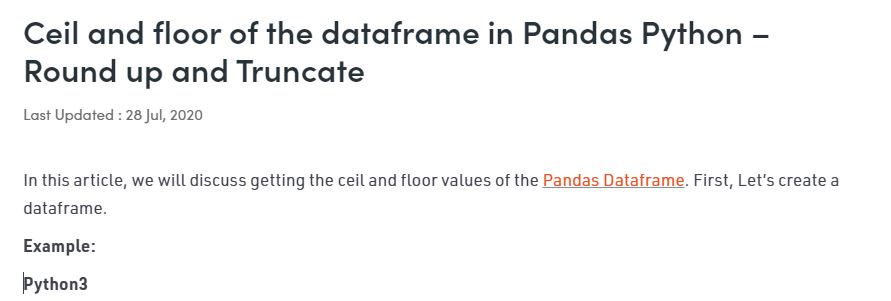 Ceil and floor of the dataframe in Pandas Python –
Round up and Truncate
Last Updated : 28 Jul, 2020
In this article, we will discuss getting the ceil and floor values of the Pandas Dataframe. First, Let’s create a
dataframe.
Example:
Python3